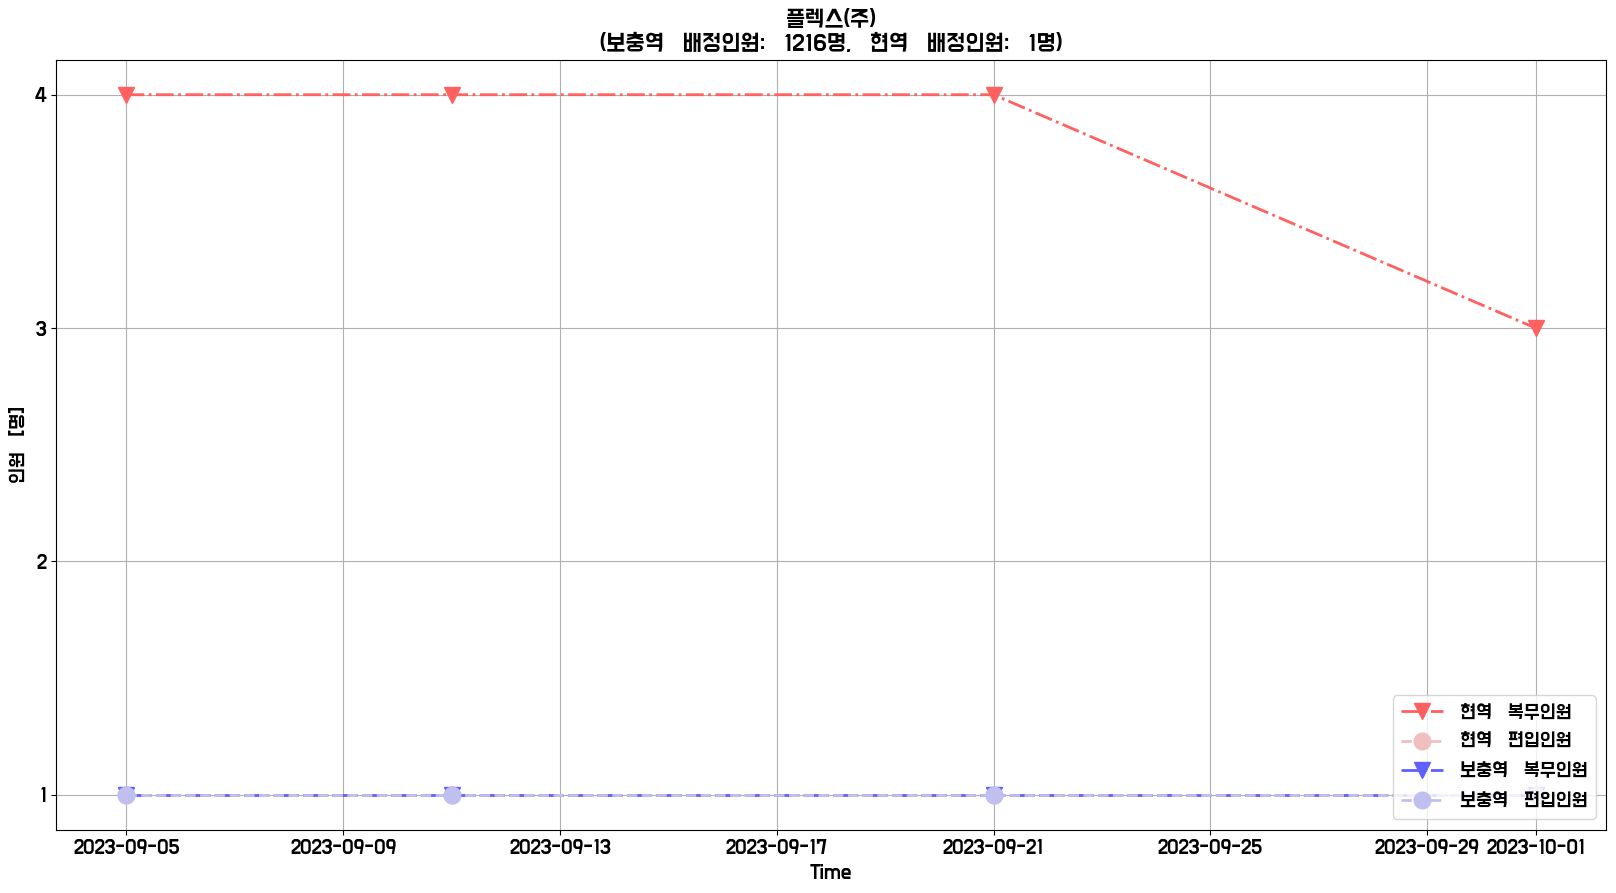 플렉스(주)
(보충역 배정인원: 1216명, 현역 배정인원: 1명)
인원 [명]
4
3
2
1
현역 복무인원
현역 편입인원
보충역 복무인원
보충역 편입인원
2023-09-05 2023-09-09 2023-09-13 2023-09-17 2023-09-21 2023-09-25 2023-09-29 2023-10-01
Time